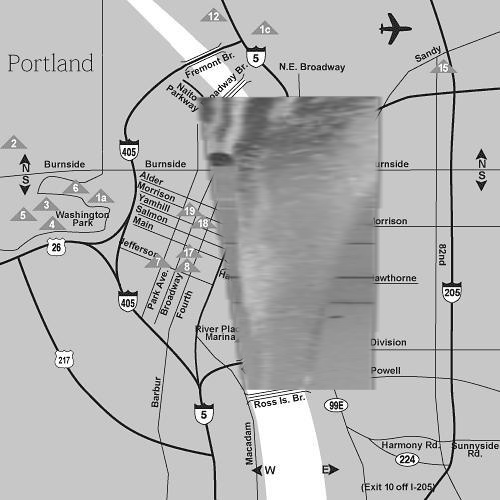 12
1c
5
N.E. Broadway
Sandy
15
Portland
Fremont Br.
Naito
Parkway
oadway Br.
405
2
N
S
Burnside
Burnside
urnside
N
S
Alder
Morrison
Yamhill
Salmon
Main
Jefferson
6
1a
3
5
4
Washington
Park
19
18
17
8
7
26
orrison
82nd
awthorne
405
Park Ave.
Broadway
Fourth
Ha
205
River Plac
Marina
Division
Powell
217
Barbur
5
Ross Is. Br.
99E
Macadam
W
E
Harmony Rd.
Sunnyside
Rd.
224
(Exit 10 off I-205)